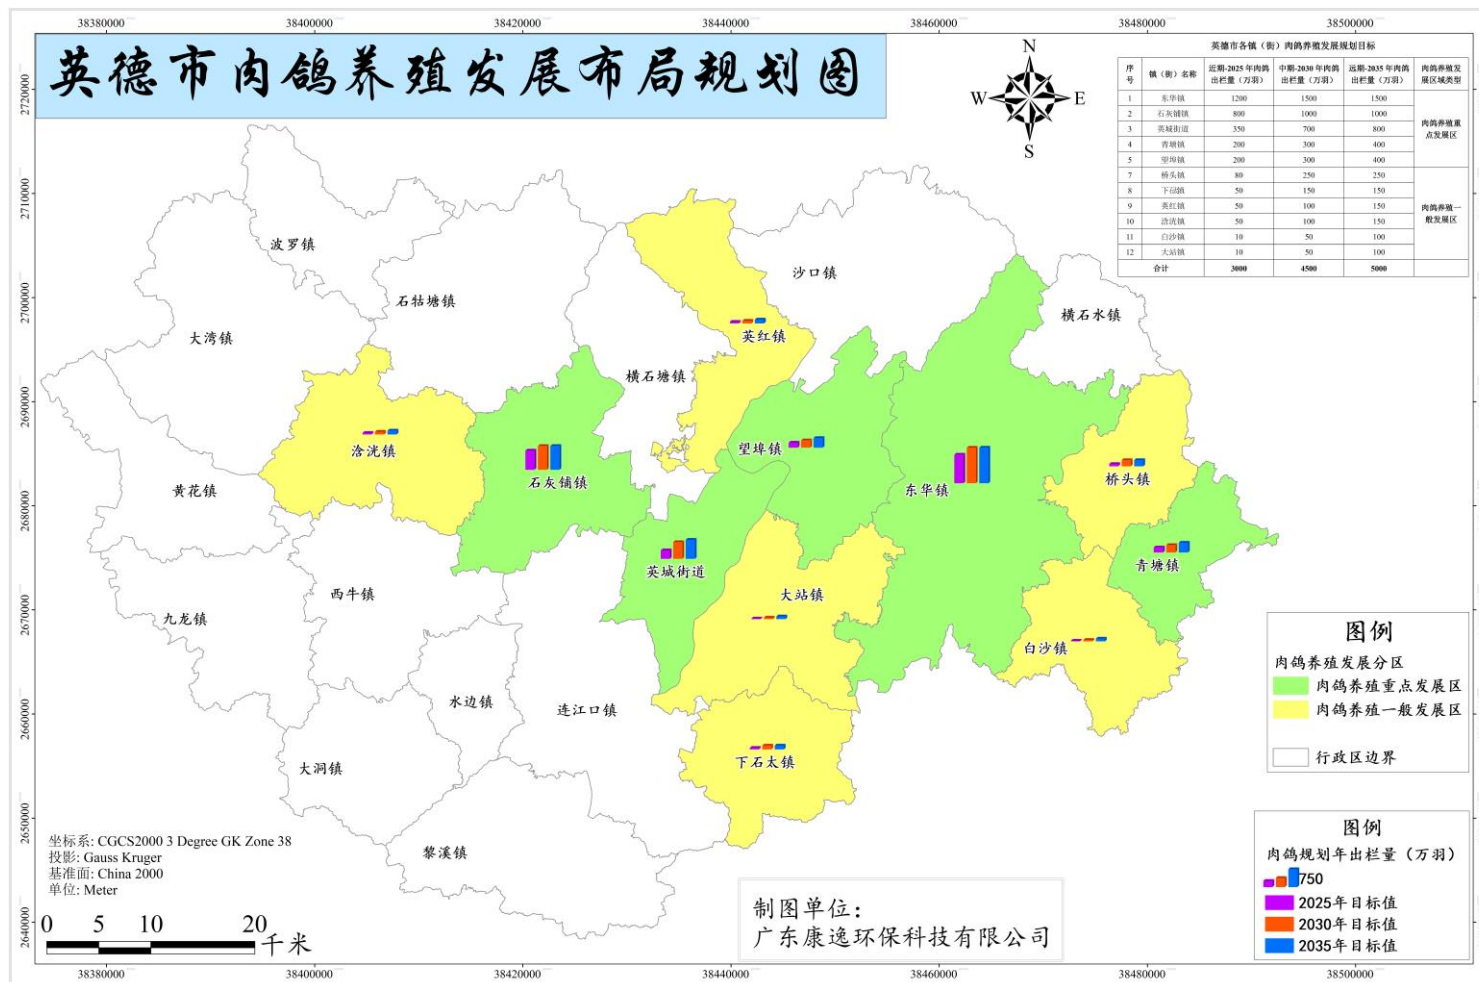 38380000 38400000 38420000 38440000 38460000 38480000 38500000
英德市肉鸽养殖发展布局规划图
N
W E
S
英德市各镇（街）肉鸽养殖发展规划目标
序号 镇（街）名称 近期-2025年肉鸽出栏量（万羽） 中期-2030年肉鸽出栏量（万羽） 远期-2035年肉鸽出栏量（万羽） 肉鸽养殖发展区域类型
1 东华镇 1200 1500 1500 肉鸽养殖重点发展区
2 石灰铺镇 800 1000 1000
3 英城街道 350 700 800
4 青塘镇 200 300 400
5 望埠镇 200 300 400
7 桥头镇 80 250 250 肉鸽养殖一般发展区
8 下 镇 50 150 150
9 英红镇 50 100 150
10 浛洸镇 50 100 150
11 白沙镇 10 50 100
12 大站镇 10 50 100
合计 3000 4500 5000
2720000
2710000
2700000
2690000
2680000
2670000
2660000
2650000
2640000
波罗镇
沙口镇
石牯塘镇
横石水镇
大湾镇
英红镇
横石塘镇
浛洸镇
望埠镇
石灰铺镇
东华镇
桥头镇
黄花镇
英城街道
青塘镇
西牛镇
大站镇
九龙镇
白沙镇
水边镇
连江口镇
大洞镇
下石太镇
黎溪镇
图例
肉鸽养殖发展分区
肉鸽养殖重点发展区
肉鸽养殖一般发展区
行政区边界
图例
肉鸽规划年出栏量（万羽）
750
2025年目标值
2030年目标值
2035年目标值
坐标系: CGCS2000 3 Degree GK Zone 38
投影: Gauss Kruger
基准面: China 2000
单位: Meter
0 5 10 20
千米
制图单位：
广东康逸环保科技有限公司
2720000
2710000
2700000
2690000
2680000
2670000
2660000
2650000
2640000
38380000 38400000 38420000 38440000 38460000 38480000 38500000